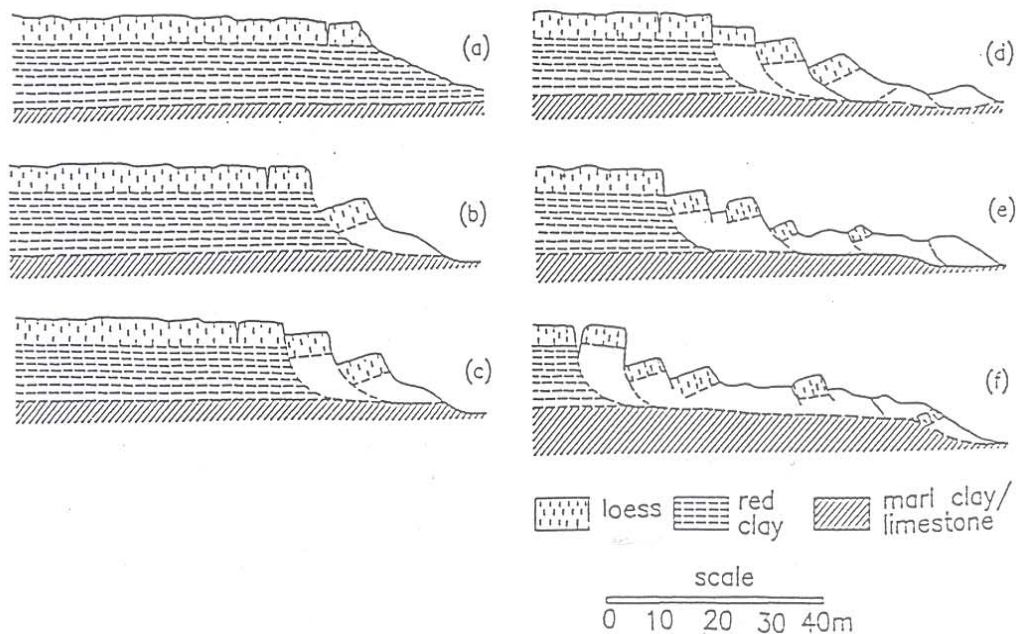 (a)
(b)
(c)
(d)
(e)
(f)
loess
red
clay
marl clay/
limestone
scale
0 10 20 30 40m